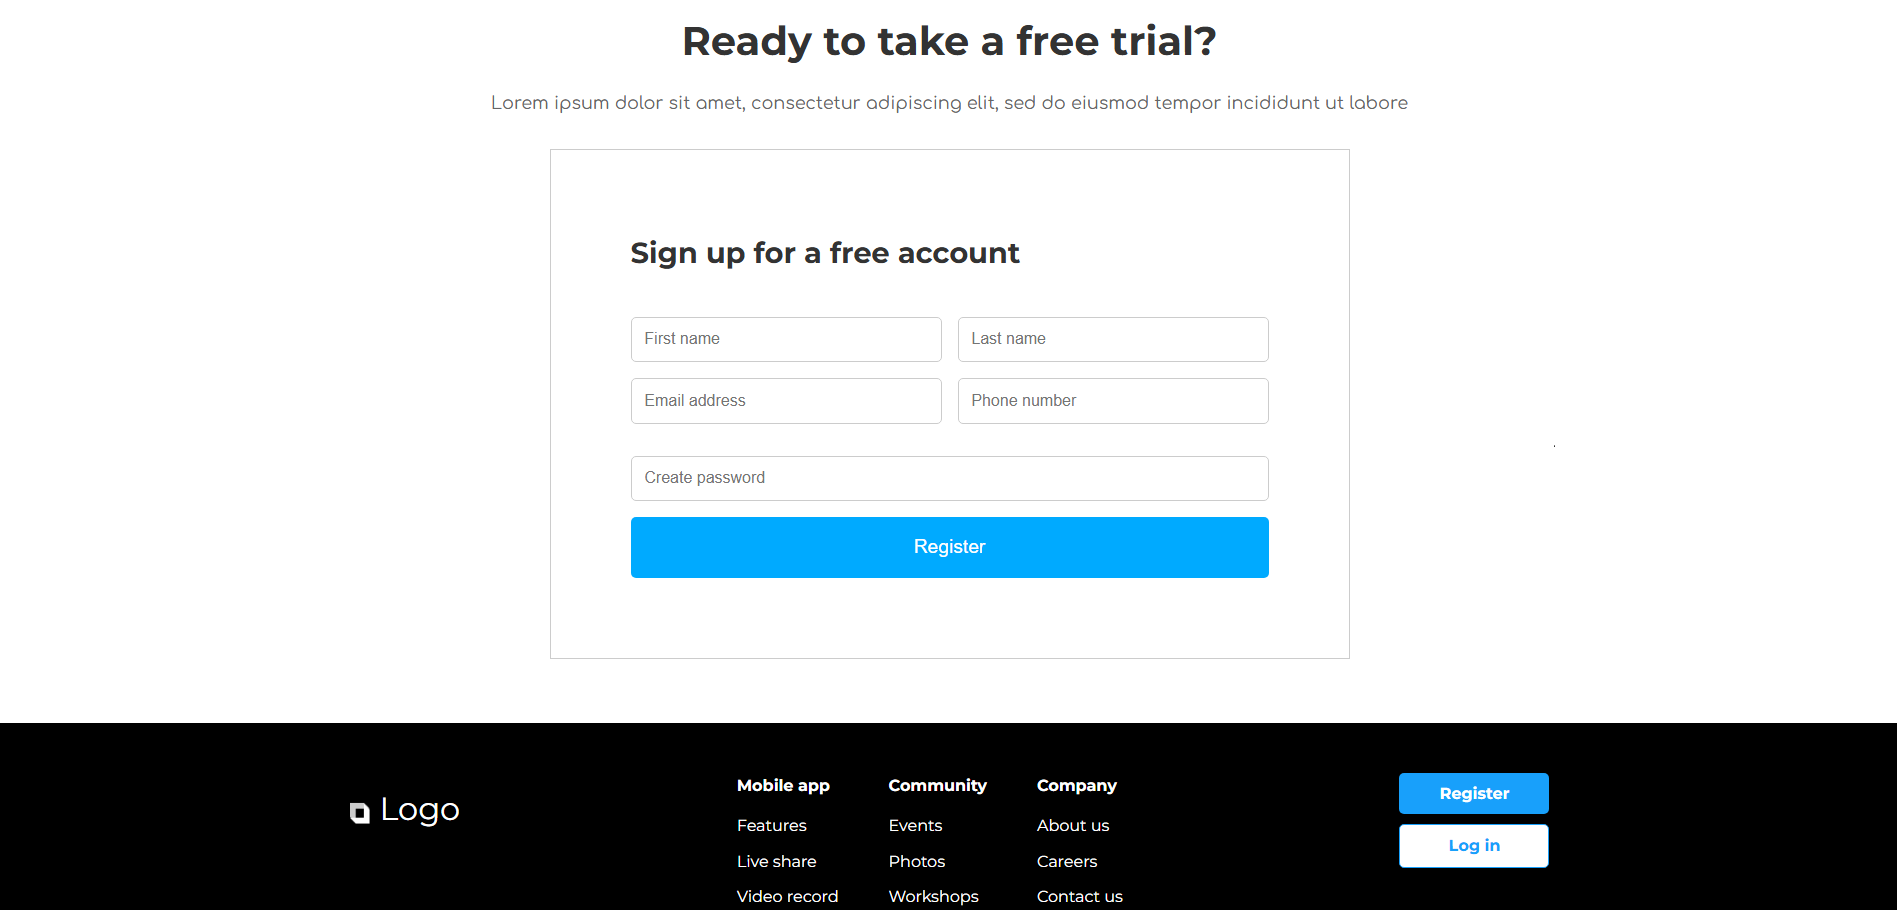 Ready to take a free trial?
Lorem ipsum dolor sit amet, consectetur adipiscing elit, sed do eiusmod tempor incididunt ut labore
Sign up for a free account
First name
Last name
Email address
Phone number
Create password
Register
Logo
Mobile app
Features
Live share
Video record
Community
Events
Photos
Workshops
Company
About us
Careers
Contact us
Register
Log in